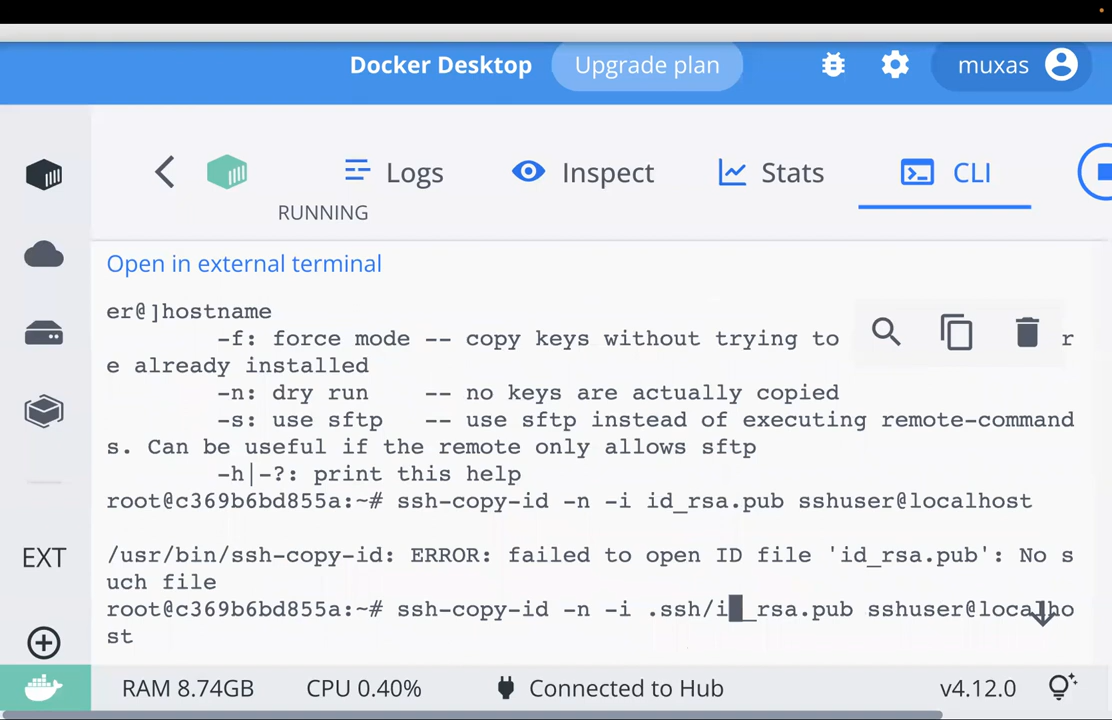 Docker Desktop
Upgrade plan
muxas
Logs
Inspect
Stats
CLI
RUNNING
Open in external terminal
er@]hostname
-f: force mode -- copy keys without trying to r
e already installed
-n: dry run -- no keys are actually copied
-s: use sftp -- use sftp instead of executing remote-command
s. Can be useful if the remote only allows sftp
-h|-?: print this help
root@c369b6bd855a:~# ssh-copy-id -n -i id_rsa.pub sshuser@localhost
/usr/bin/ssh-copy-id: ERROR: failed to open ID file 'id_rsa.pub': No s
uch file
root@c369b6bd855a:~# ssh-copy-id -n -i .ssh/i _rsa.pub sshuser@localho
st
EXT
RAM 8.74GB
CPU 0.40%
Connected to Hub
v4.12.0